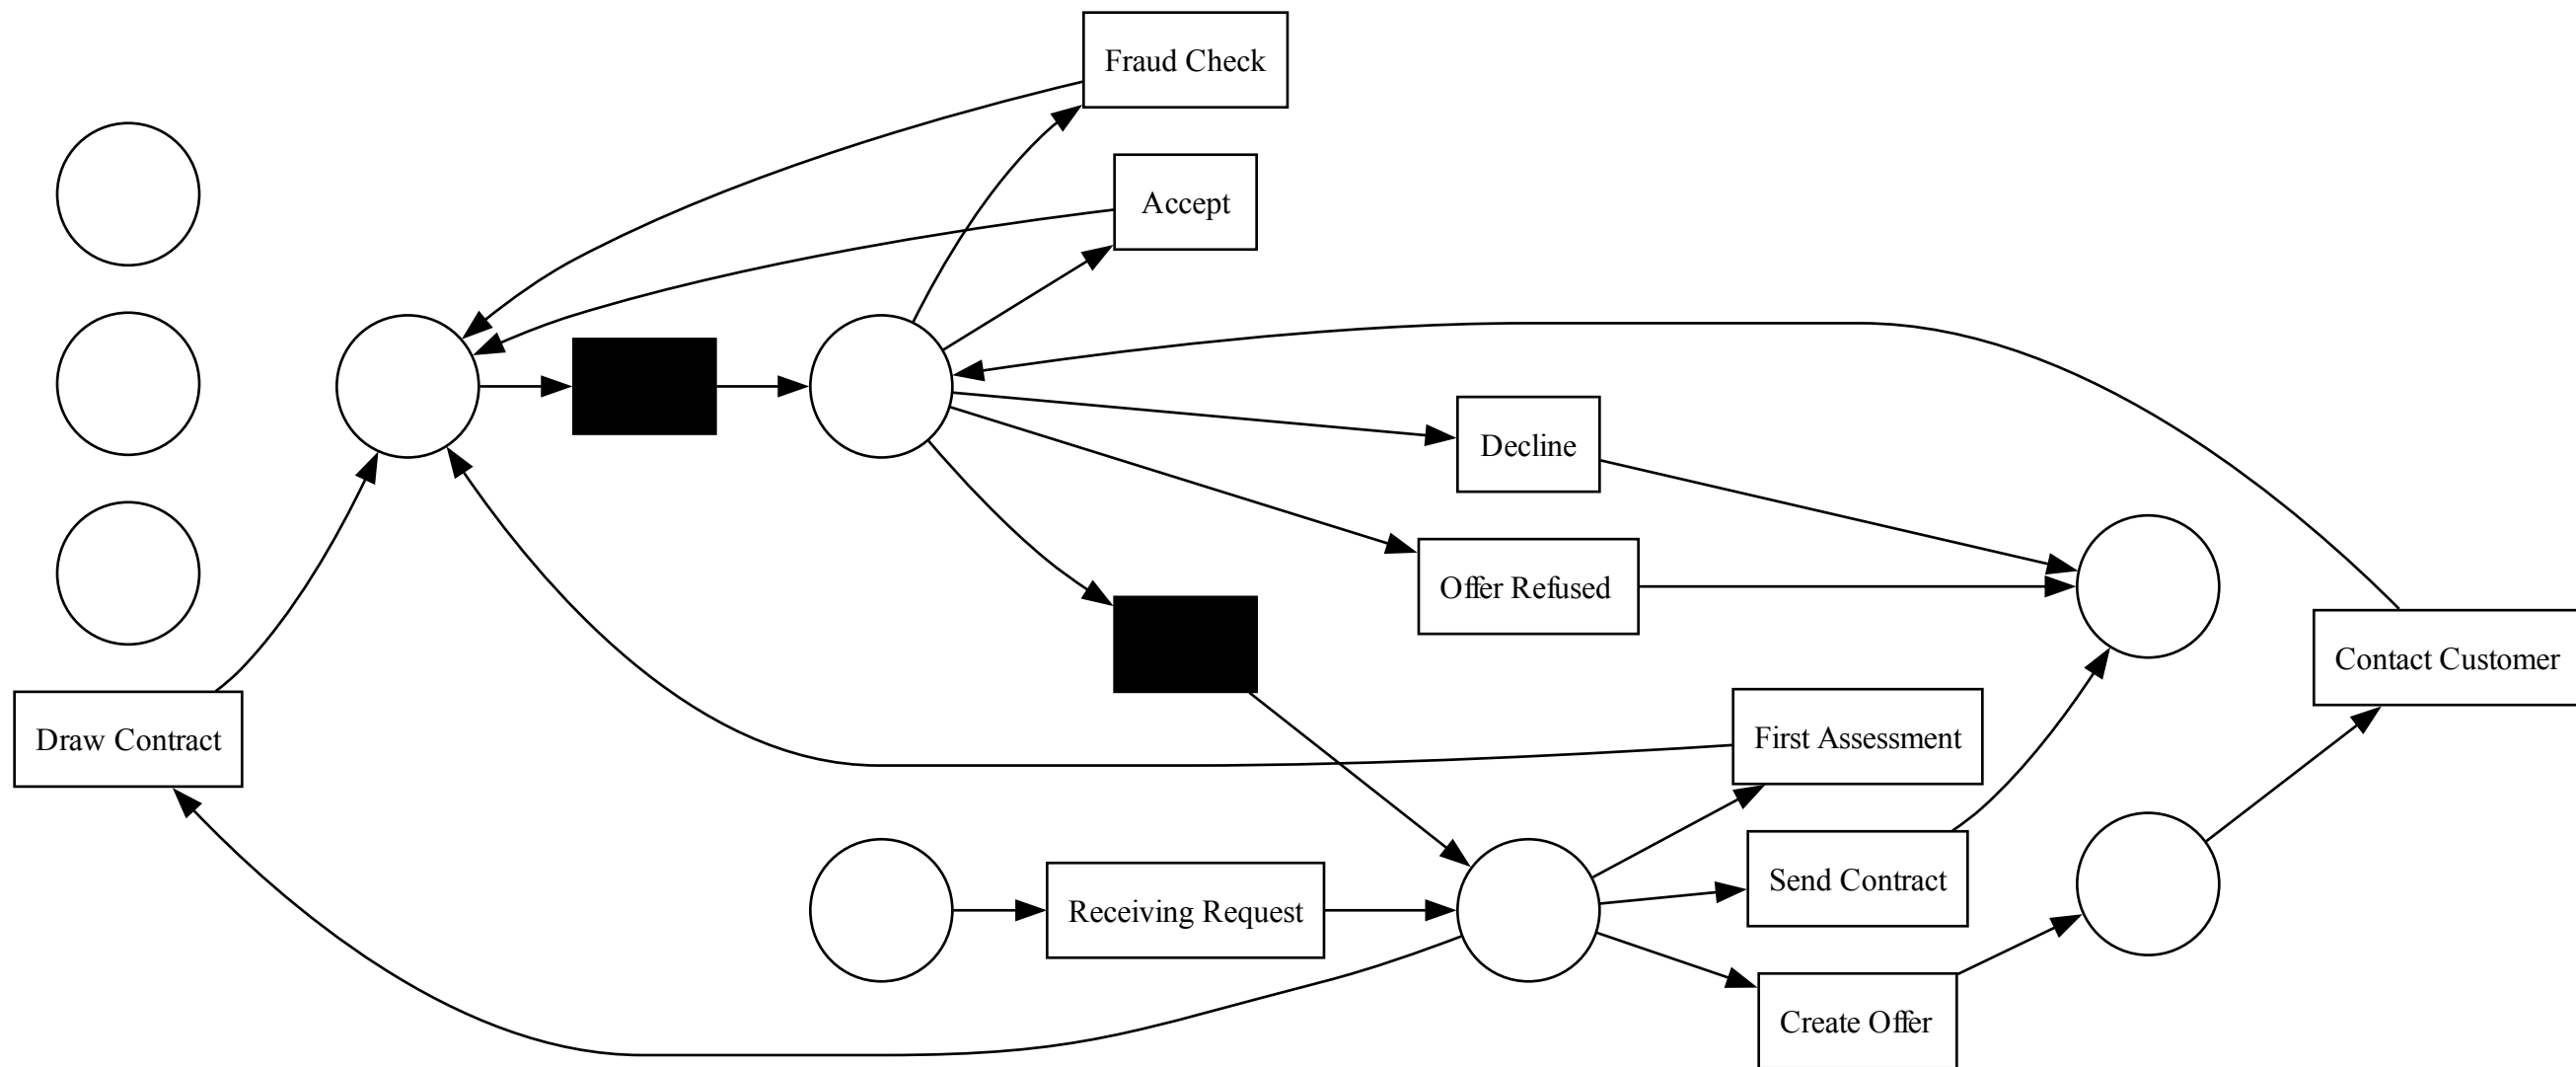 Fraud Check
Accept
Decline
Offer Refused
Contact Customer
Draw Contract
First Assessment
Send Contract
Receiving Request
Create Offer